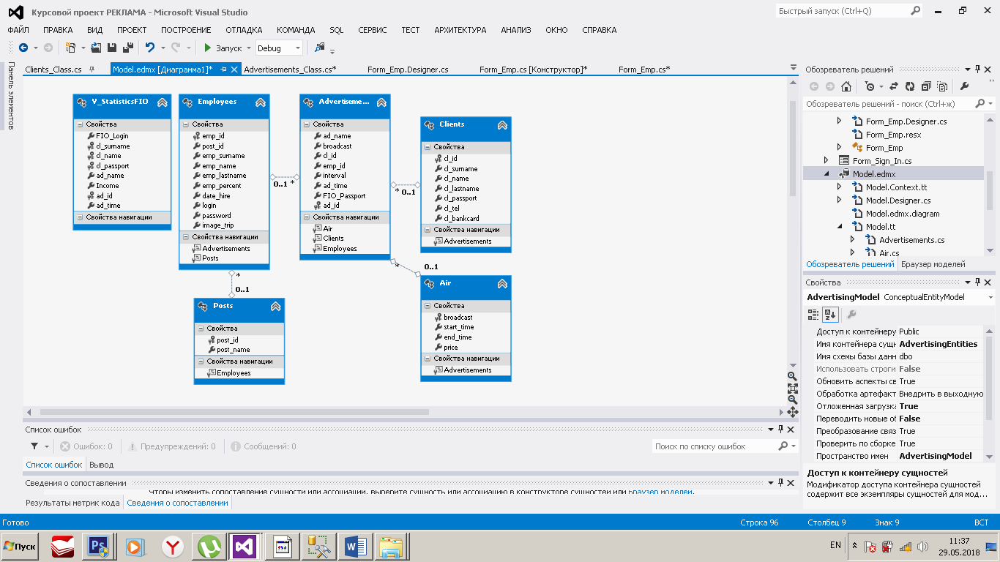 Курсовой проект РЕКЛАМА - Microsoft Visual Studio
Быстрый запуск (Ctrl+Q)
ФАЙЛ ПРАВКА ВИД ПРОЕКТ ПОСТРОЕНИЕ ОТЛАДКА КОМАНДА SQL СЕРВИС ТЕСТ АРХИТЕКТУРА АНАЛИЗ ОКНО СПРАВКА
Запуск Debug
Панель элементов
Clients_Class.cs Model.edmx [Диаграмма1]* Advertisements_Class.cs* Form_Emp.Designer.cs Form_Emp.cs [Конструктор]* Form_Emp.cs*
V_StatisticsFIO
Свойства
FIO_Login
cl_surname
cl_name
cl_passport
ad_name
Income
ad_id
ad_time
Свойства навигации
Employees
Свойства
emp_id
post_id
emp_surname
emp_name
emp_lastname
emp_percent
date_hire
login
password
image_trip
Свойства навигации
Advertisements
Posts
0..1 *
Advertiseme...
Свойства
ad_name
broadcast
cl_id
emp_id
interval
ad_time
FIO_Passport
ad_id
Свойства навигации
Air
Clients
Employees
* 0..1
Clients
Свойства
cl_id
cl_surname
cl_name
cl_lastname
cl_passport
cl_tel
cl_bankcard
Свойства навигации
Advertisements
*
0..1
Posts
Свойства
post_id
post_name
Свойства навигации
Employees
* 0..1
Air
Свойства
broadcast
start_time
end_time
price
Свойства навигации
Advertisements
Обозреватель решений
Обозреватель решений - поиск (Ctrl+ж)
Form_Emp.Designer.cs
Form_Emp.resx
Form_Emp
Form_Sign_In.cs
Model.edmx
Model.Context.tt
Model.Designer.cs
Model.edmx.diagram
Model.tt
Advertisements.cs
Air.cs
Обозреватель решений Браузер моделей
Свойства
AdvertisingModel ConceptualEntityModel
Доступ к контейнеру Public
Имя контейнера сущн AdvertisingEntities
Имя схемы базы данн dbo
Использовать строги False
Обновить аспекты св True
Обработка артефакт Внедрить в выходную
Отложенная загрузка True
Переводить новые об False
Преобразование связ True
Проверить по сборке True
Пространство имен AdvertisingModel
Доступ к контейнеру сущностей
Модификатор доступа контейнера сущностей
содержит все экземпляры сущностей для мод...
Список ошибок
Ошибок: 0 Предупреждений: 0 Сообщений: 0 Поиск по списку ошибок
Список ошибок Вывод
Сведения о сопоставлении
Чтобы изменить сопоставление сущности или ассоциации, выберите сущность или ассоциацию в конструкторе сущностей или браузер моделей.
Результаты метрик кода Сведения о сопоставлении
Готово Строка 96 Столбец 9 Знак 9 ВСТ
Пуск
EN
11:37
29.05.2018